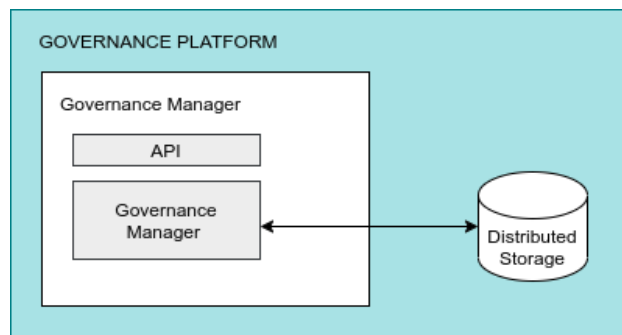 GOVERNANCE PLATFORM
Governance Manager
API
Governance
Manager
Distributed
Storage